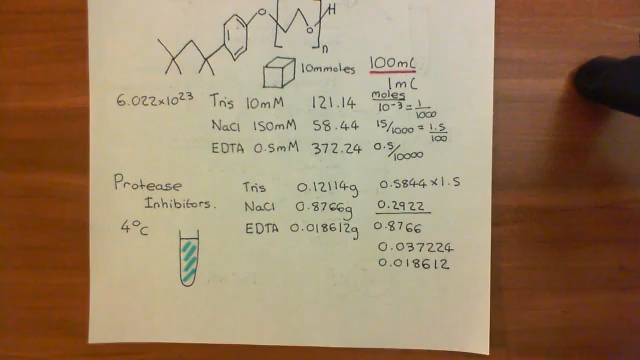 O H
O
n
10mmoles 100mL
1mL
6.022×10²³ Tris 10mM 121.14 moles 10⁻³ = 1/1000
NaCl 150mM 58.44 15/1000 = 1.5/100
EDTA 0.5mM 372.24 0.5/10000
Protease Tris 0.12114g 0.5844 × 1.5
Inhibitors. NaCl 0.8766g 0.2922
4°C EDTA 0.018612g 0.8766
0.037224
0.018612